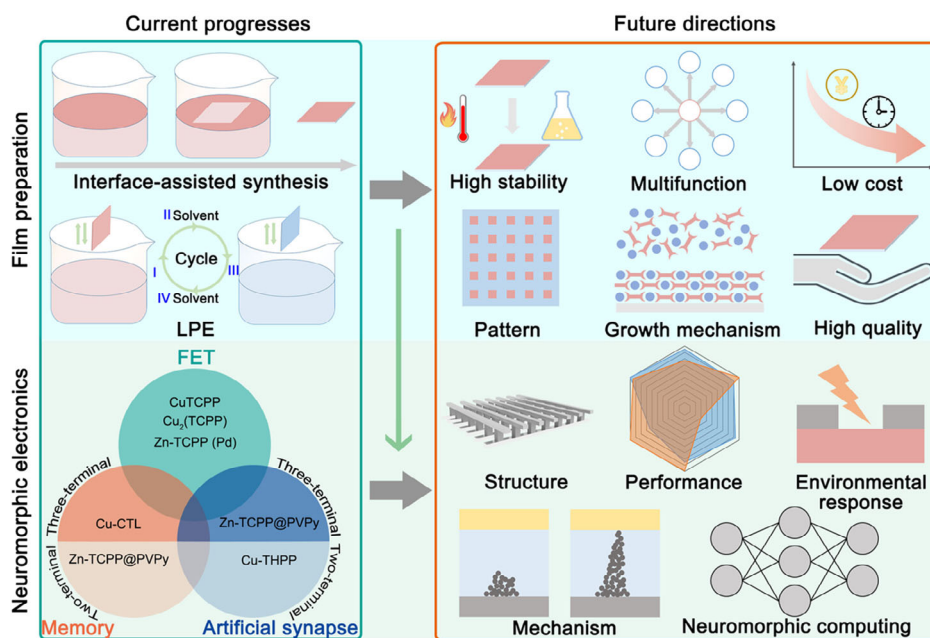 Current progresses
Future directions
Film preparation
Interface-assisted synthesis
II Solvent
Cycle
I
III
IV Solvent
LPE
High stability
Multifunction
Low cost
Pattern
Growth mechanism
High quality
Neuromorphic electronics
FET
CuTCPP
Cu₂(TCPP)
Zn-TCPP (Pd)
Three-terminal
Three-terminal
Cu-CTL
Zn-TCPP@PVPy
Zn-TCPP@PVPy
Cu-THPP
Two-terminal
Two-terminal
Memory
Artificial synapse
Structure
Performance
Environmental
response
Mechanism
Neuromorphic computing